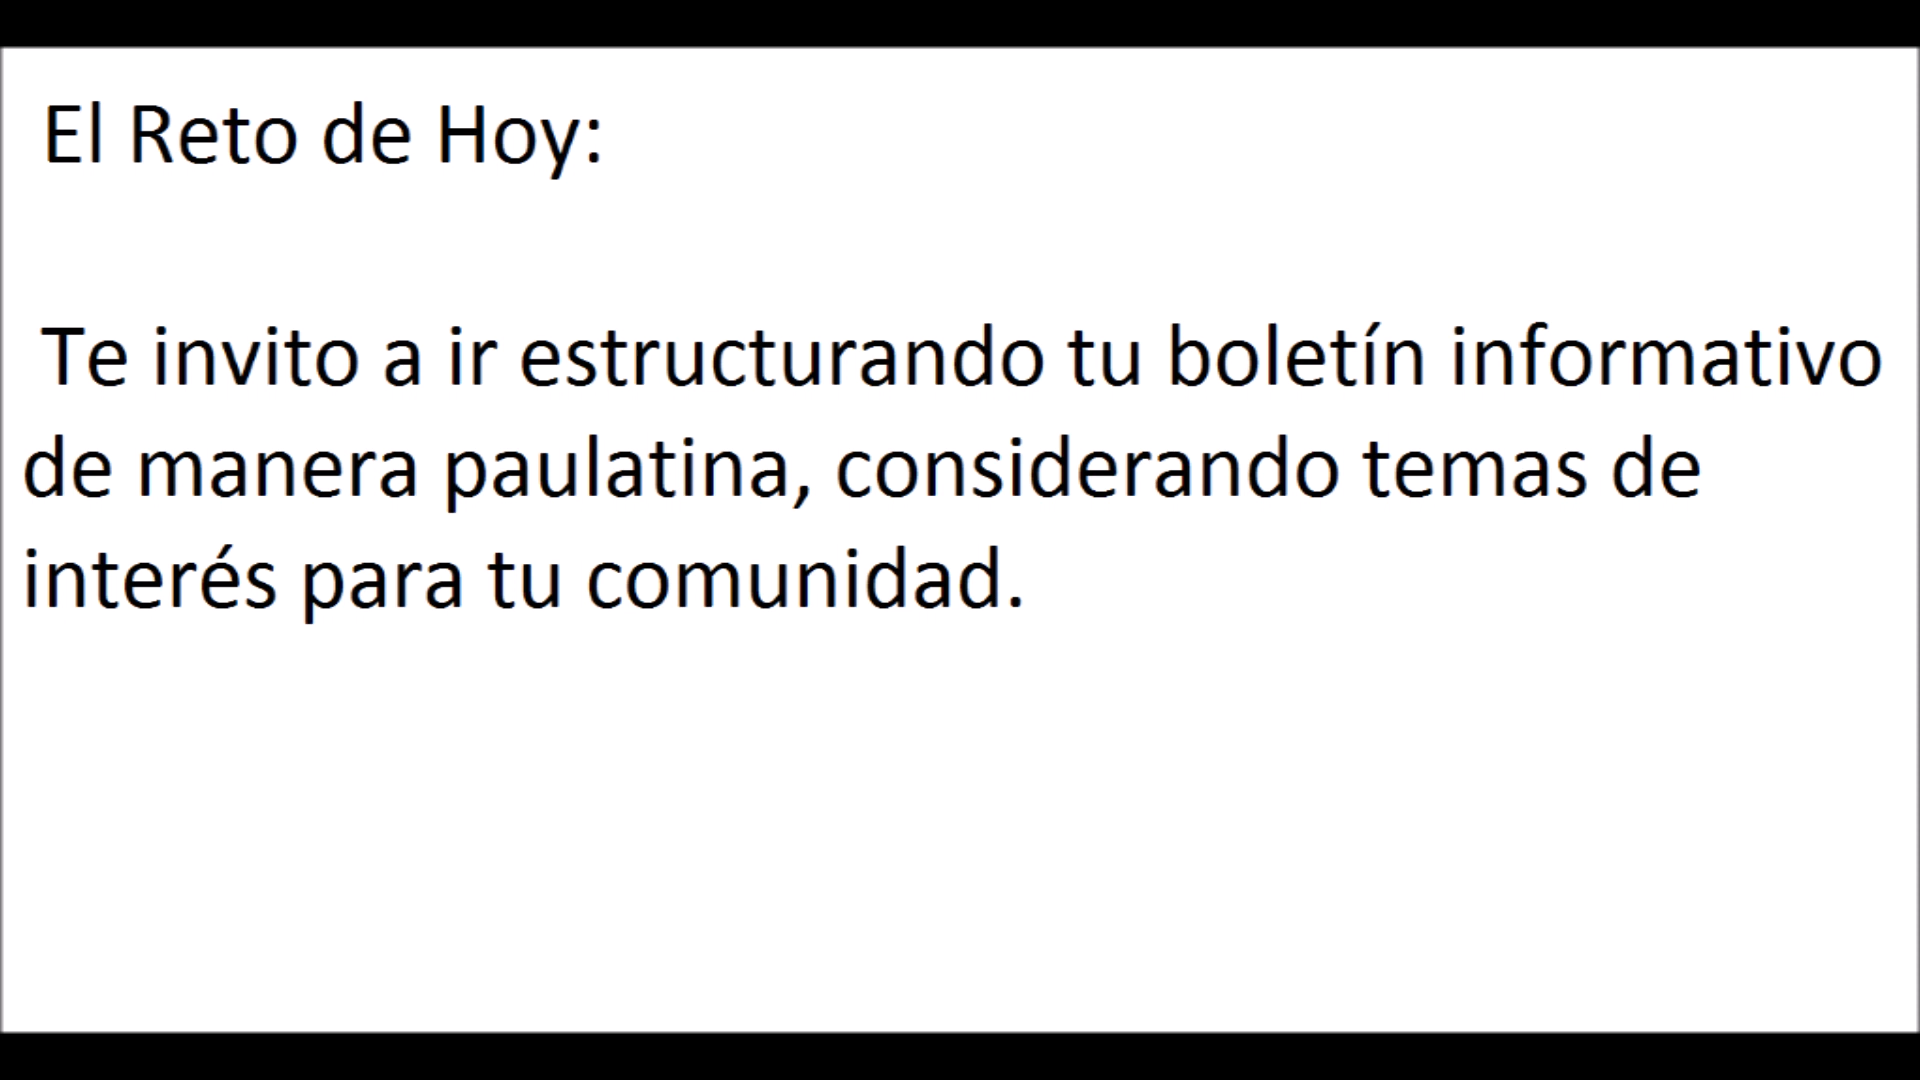 El Reto de Hoy:
Te invito a ir estructurando tu boletín informativo
de manera paulatina, considerando temas de
interés para tu comunidad.